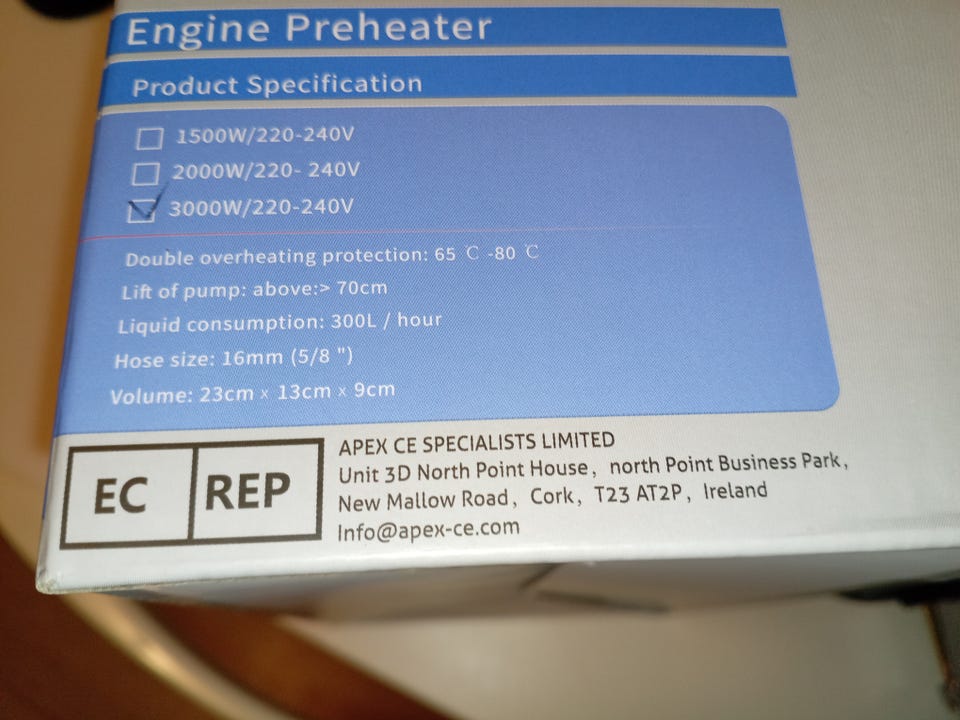 Engine Preheater
Product Specification
1500W/220-240V
2000W/220- 240V
3000W/220-240V
Double overheating protection: 65 ℃ -80 ℃
Lift of pump: above:> 70cm
Liquid consumption: 300L / hour
Hose size: 16mm (5/8 ")
Volume: 23cm x 13cm x 9cm
EC REP
APEX CE SPECIALISTS LIMITED
Unit 3D North Point House, north Point Business Park,
New Mallow Road, Cork, T23 AT2P, Ireland
Info@apex-ce.com